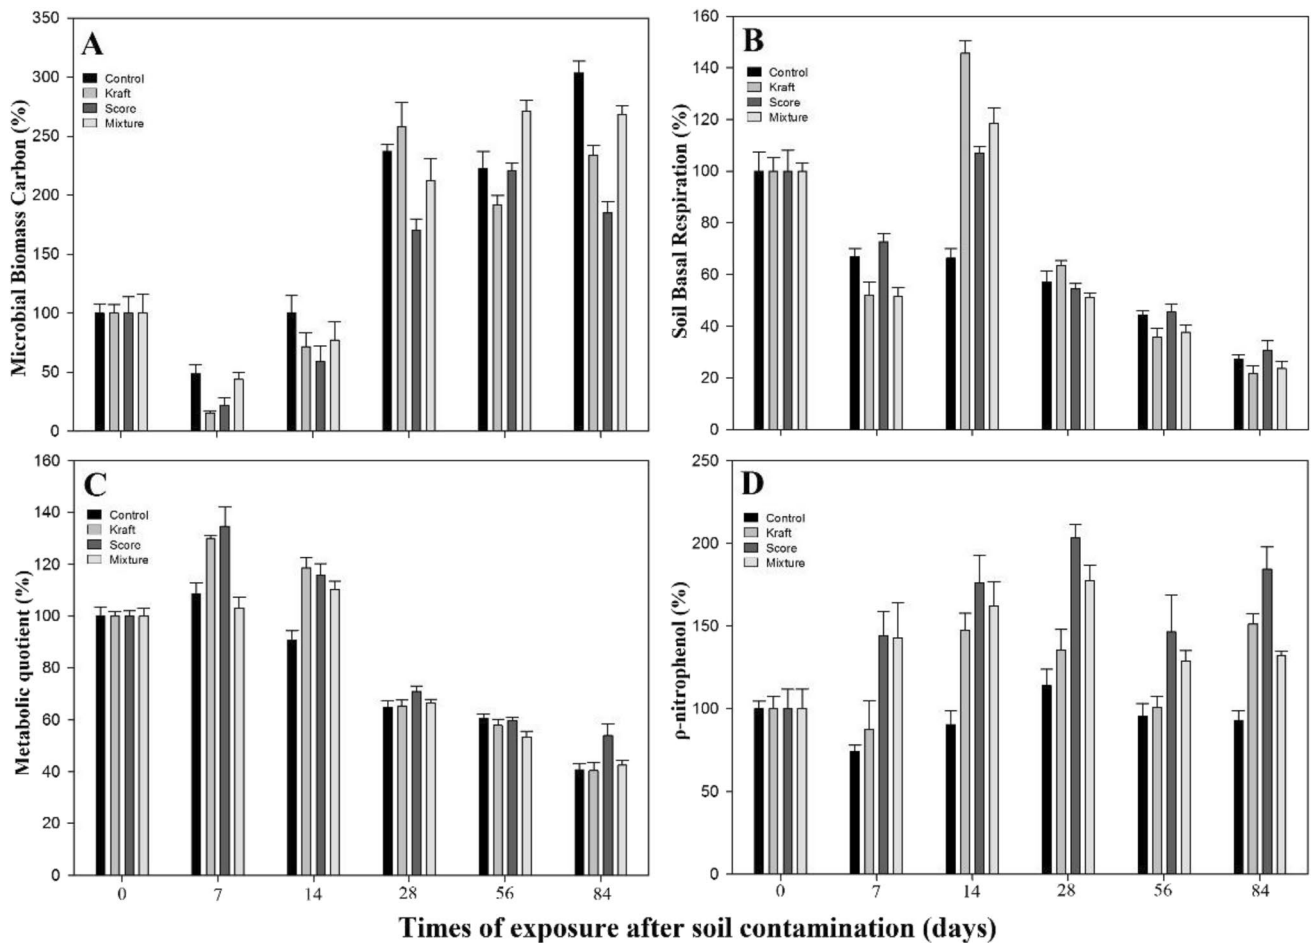 A
Control
Kraft
Score
Mixture
Microbial Biomass Carbon (%)
350
300
250
200
150
100
50
0
B
Control
Kraft
Score
Mixture
Soil Basal Respiration (%)
160
140
120
100
80
60
40
20
0
C
Control
Kraft
Score
Mixture
Metabolic quotient (%)
160
140
120
100
80
60
40
20
0
0 7 14 28 56 84
D
Control
Kraft
Score
Mixture
ρ-nitrophenol (%)
250
200
150
100
50
0
0 7 14 28 56 84
Times of exposure after soil contamination (days)